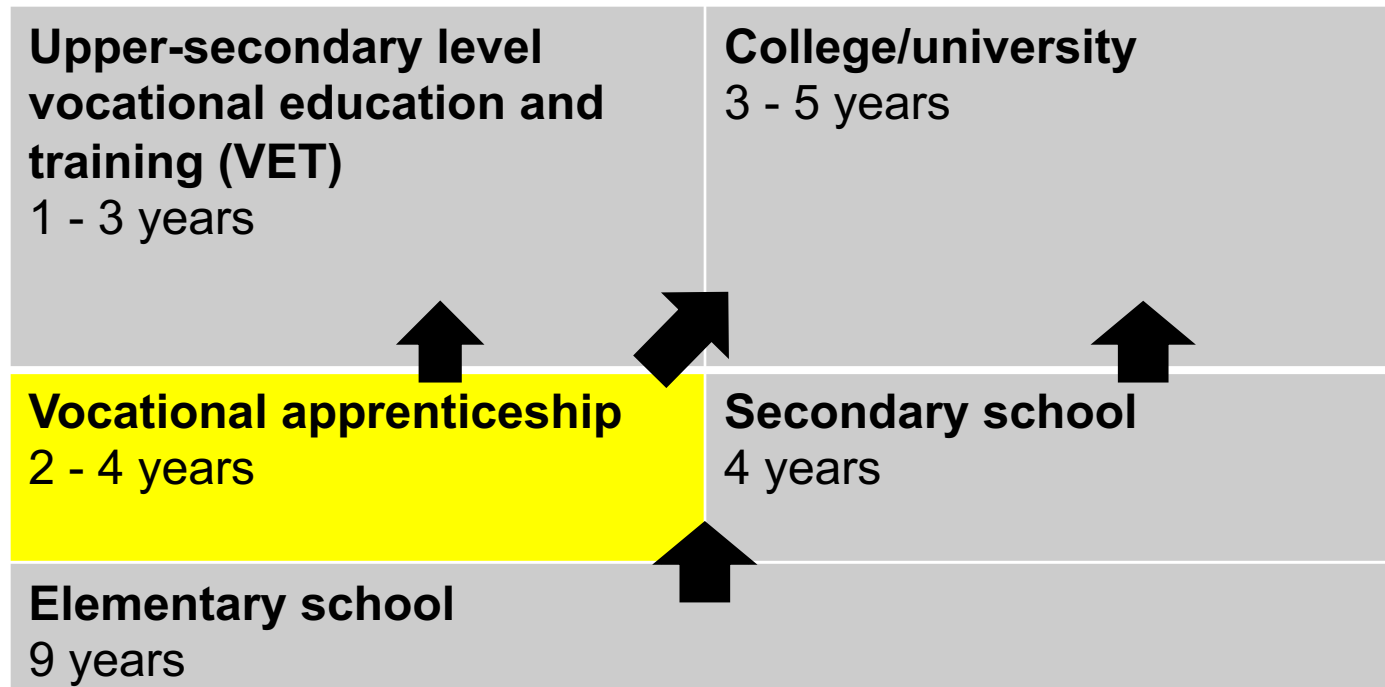 Upper-secondary level
vocational education and
training (VET)
1 - 3 years
College/university
3 - 5 years
Vocational apprenticeship
2 - 4 years
Secondary school
4 years
Elementary school
9 years